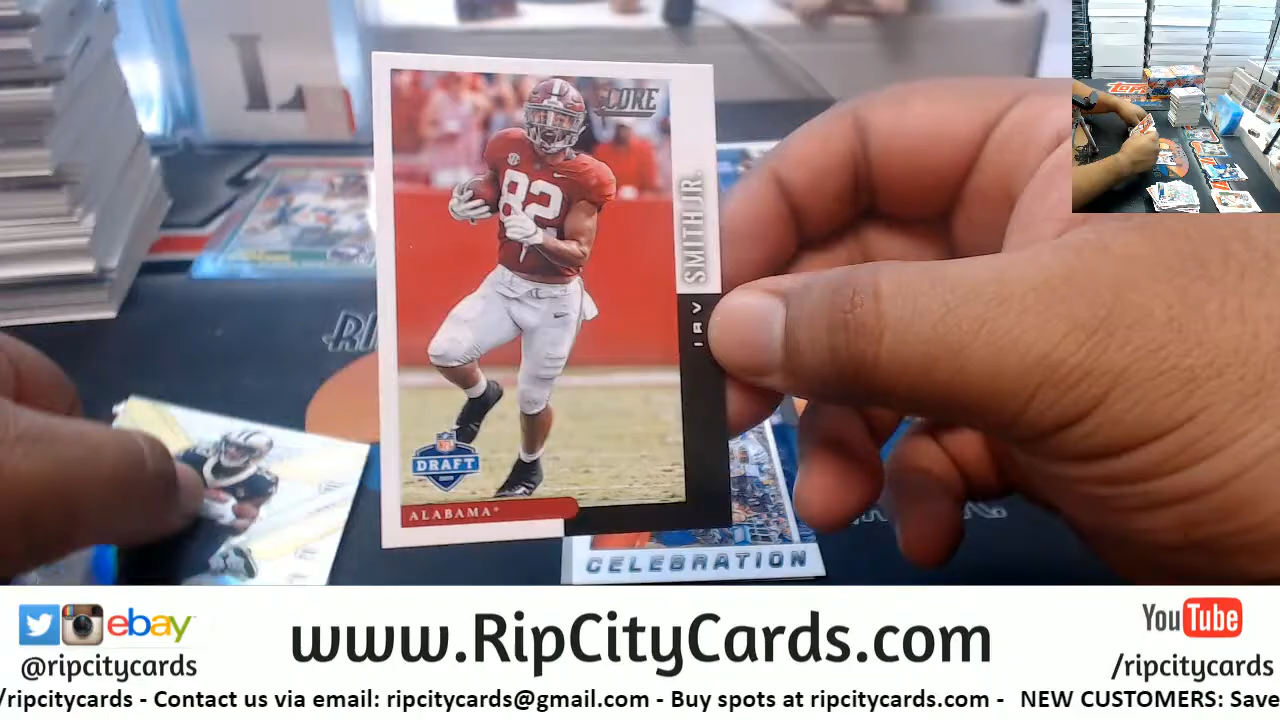 SCORE
82
SMITH JR.
IRV
NFL
DRAFT
ALABAMA*
CELEBRATION
Topps
ebay
@ripcitycards
www.RipCityCards.com
YouTube
/ripcitycards
/ripcitycards - Contact us via email: ripcitycards@gmail.com - Buy spots at ripcitycards.com - NEW CUSTOMERS: Save